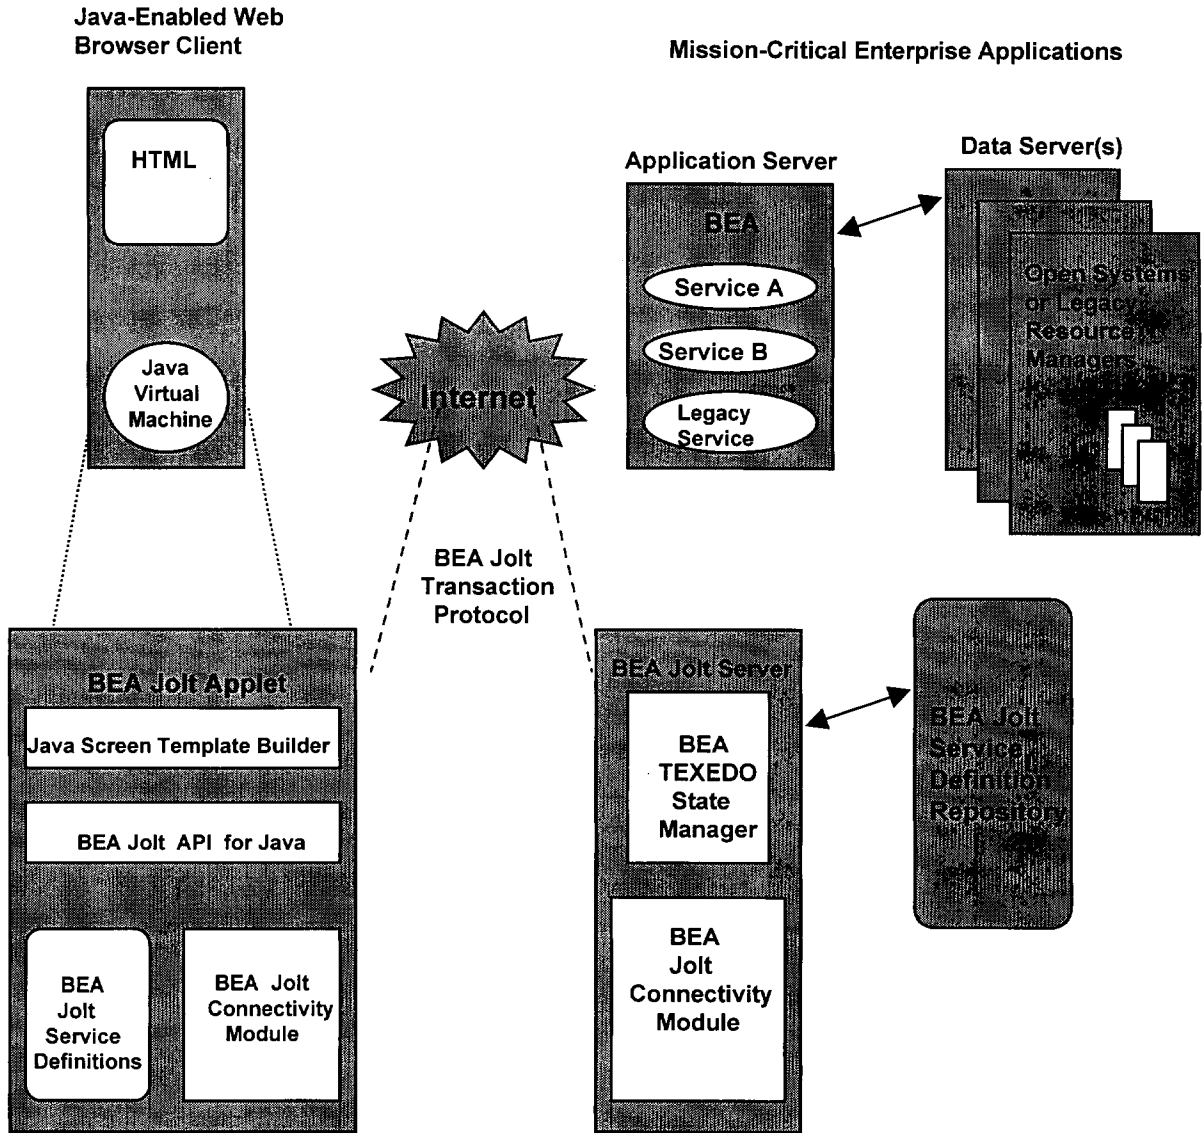 Java-Enabled Web
Browser Client
Mission-Critical Enterprise Applications
HTML
Java
Virtual
Machine
Internet
Application Server
BEA
Service A
Service B
Legacy
Service
Data Server(s)
Open Systems
or Legacy
Resource
Managers
BEA Jolt
Transaction
Protocol
BEA Jolt Applet
Java Screen Template Builder
BEA Jolt API for Java
BEA
Jolt
Service
Definitions
BEA Jolt
Connectivity
Module
BEA Jolt Server
BEA
TEXEDO
State
Manager
BEA
Jolt
Connectivity
Module
BEA Jolt
Service
Definition
Repository